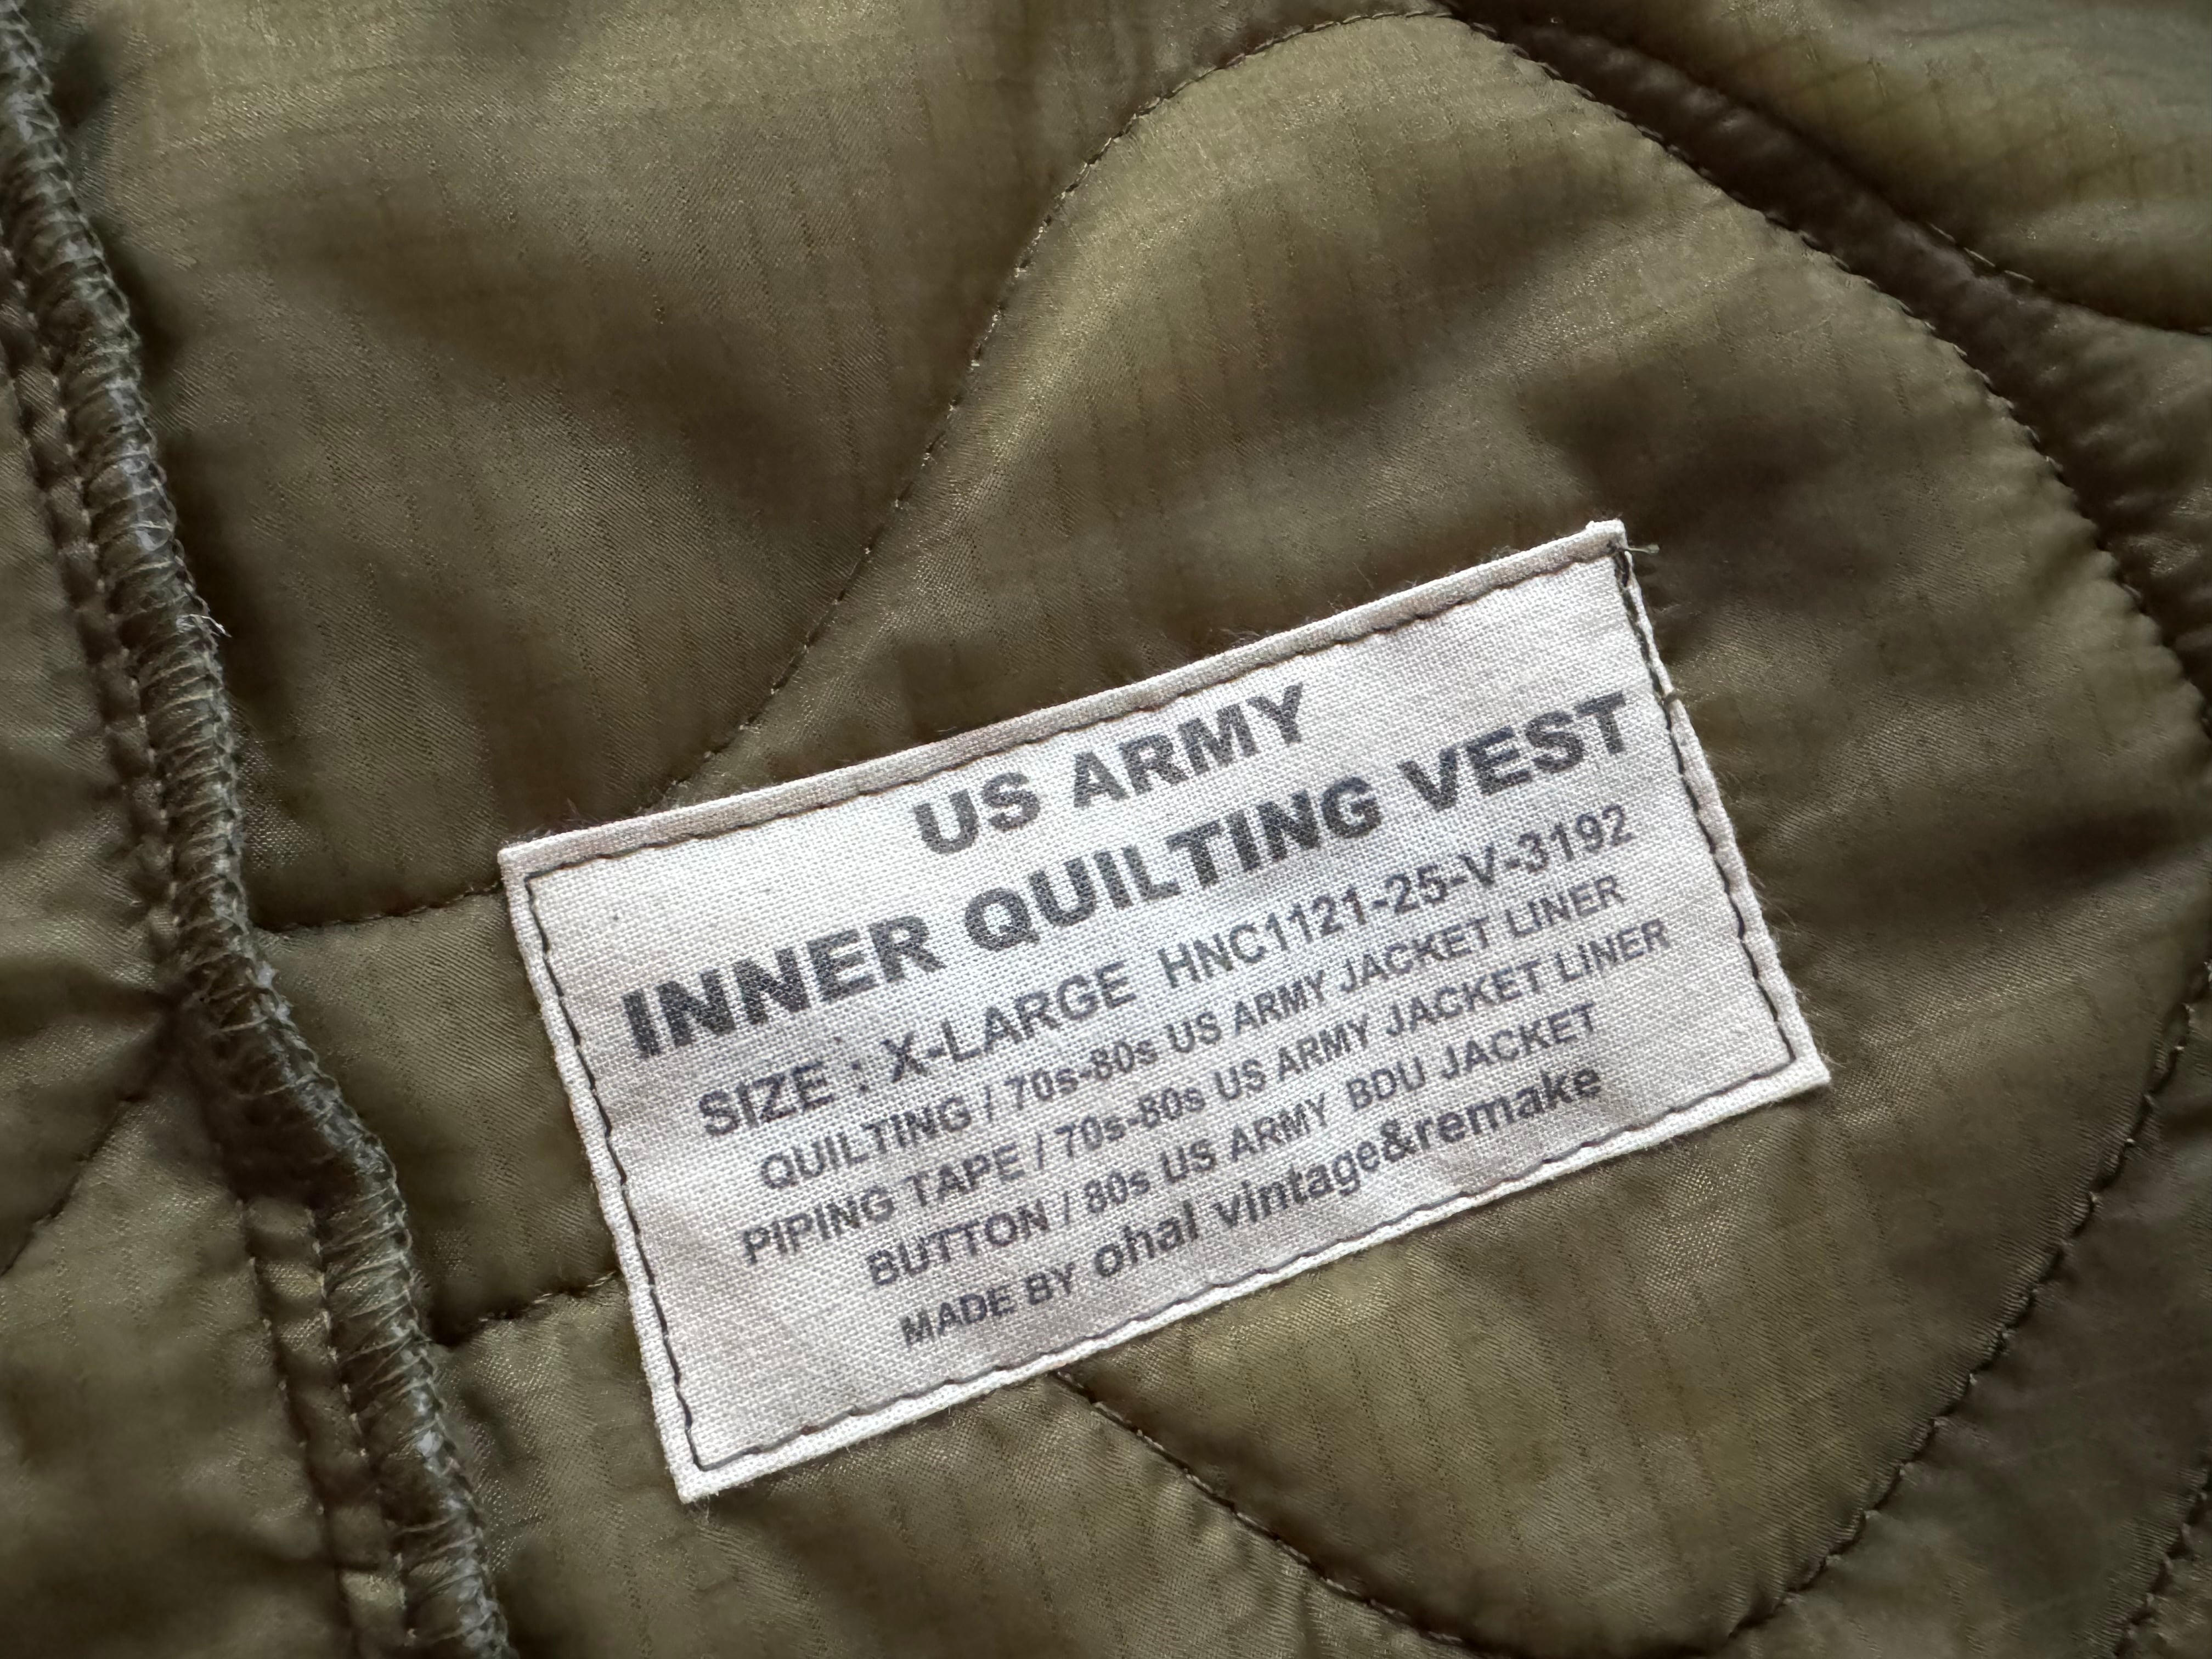 US ARMY
INNER QUILTING VEST
SIZE : X-LARGE HNC1121-25-V-3192
QUILTING / 70s-80s US ARMY JACKET LINER
PIPING TAPE / 70s-80s US ARMY JACKET LINER
BUTTON / 80s US ARMY BDU JACKET
MADE BY ohal vintage&remake